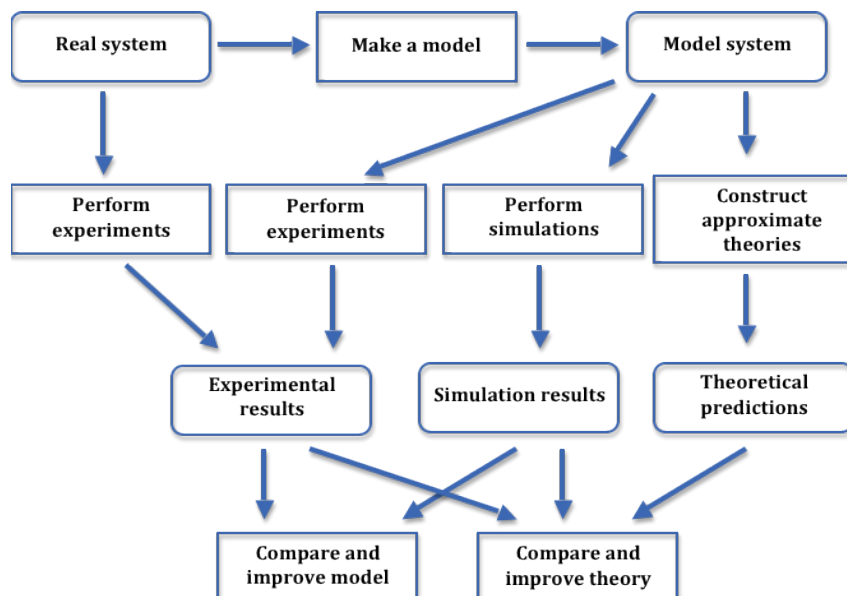 Real system
Make a model
Model system
Perform
experiments
Perform
experiments
Perform
simulations
Construct
approximate
theories
Experimental
results
Simulation results
Theoretical
predictions
Compare and
improve model
Compare and
improve theory